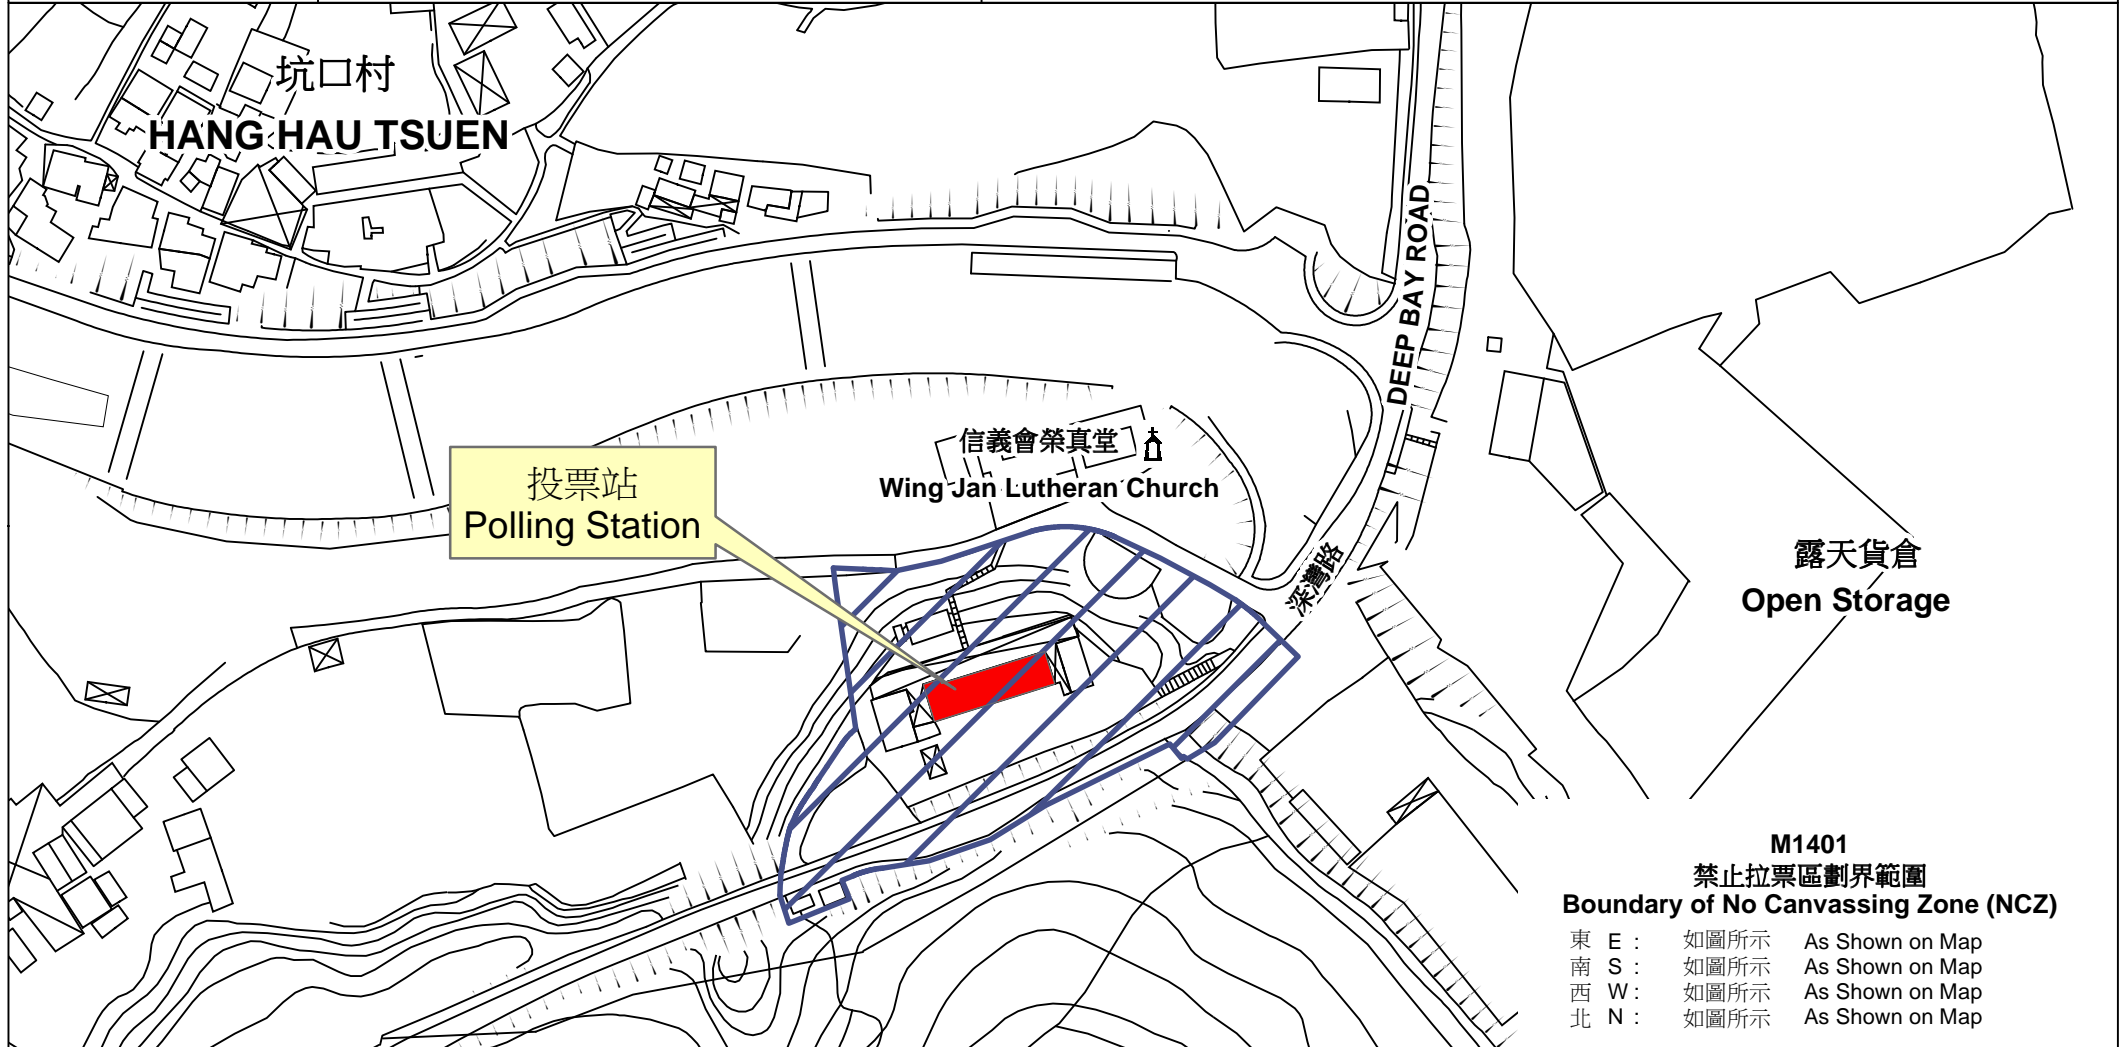 坑口村
HANG HAU TSUEN
DEEP BAY ROAD
信義會榮真堂
Wing Jan Lutheran Church
投票站
Polling Station
深灣路
露天貨倉
Open Storage
M1401
禁止拉票區劃界範圍
Boundary of No Canvassing Zone (NCZ)
東 E : 如圖所示 As Shown on Map
南 S : 如圖所示 As Shown on Map
西 W : 如圖所示 As Shown on Map
北 N : 如圖所示 As Shown on Map